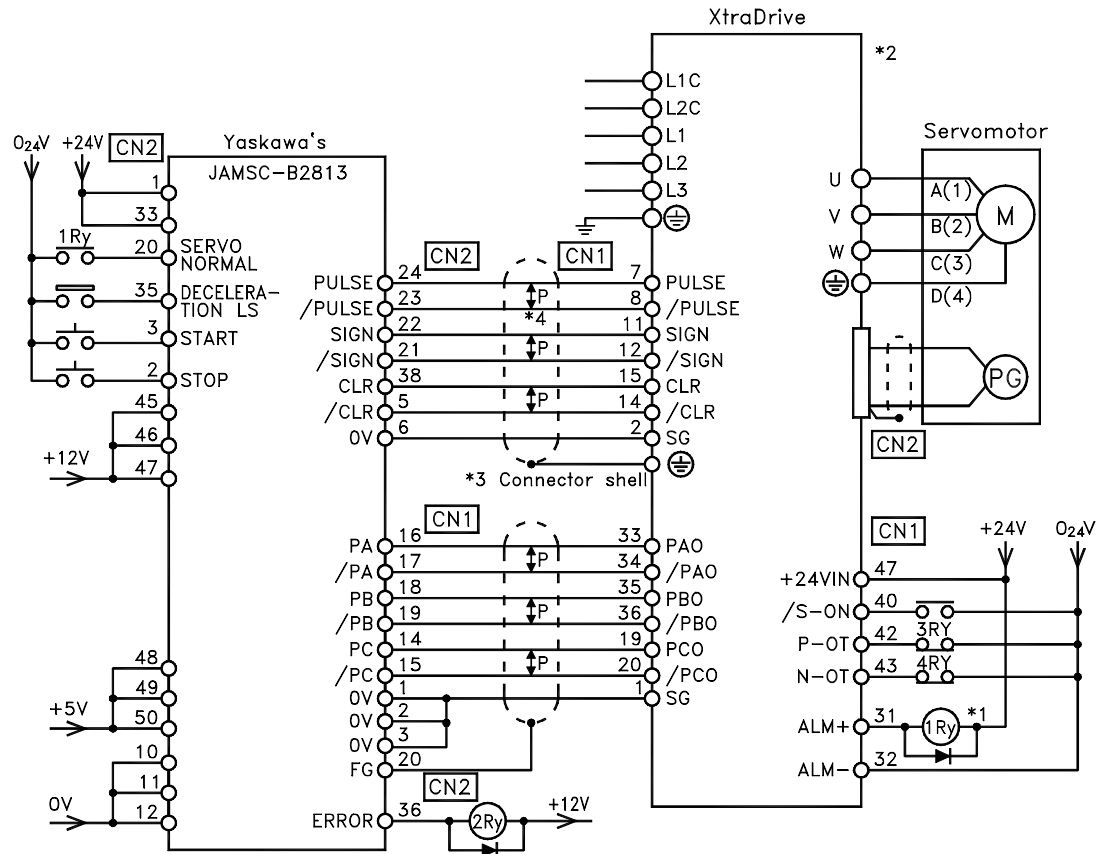 XtraDrive
*2
L1C
L2C
L1
L2
L3
0₂₄V +24V CN2
Yaskawa's
JAMSC-B2813
Servomotor
1
33
1Ry
20 SERVO NORMAL
35 DECELERA-
TION LS
3 START
2 STOP
45
46
+12V 47
48
49
+5V 50
10
11
0V 12
CN2 CN1
PULSE 24 P 7 PULSE
/PULSE 23 *4 8 /PULSE
SIGN 22 P 11 SIGN
/SIGN 21 12 /SIGN
CLR 38 P 15 CLR
/CLR 5 14 /CLR
0V 6 2 SG
*3 Connector shell
CN1
PA 16 P 33 PAO
/PA 17 34 /PAO
PB 18 P 35 PBO
/PB 19 36 /PBO
PC 14 P 19 PCO
/PC 15 20 /PCO
0V 1 1 SG
0V 2
0V 3
FG 20
CN2
ERROR 36 2Ry +12V
U A(1)
V B(2) M
W C(3)
D(4)
PG
CN2
CN1 +24V 0₂₄V
+24VIN 47
/S-ON 40
P-OT 42 3RY
N-OT 43 4RY
ALM+ 31 1Ry *1
ALM- 32